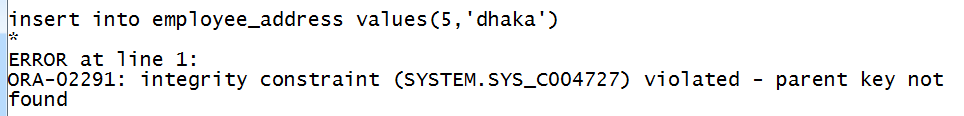 insert into employee_address values(5,'dhaka')
*
ERROR at line 1:
ORA-02291: integrity constraint (SYSTEM.SYS_C004727) violated - parent key not
found